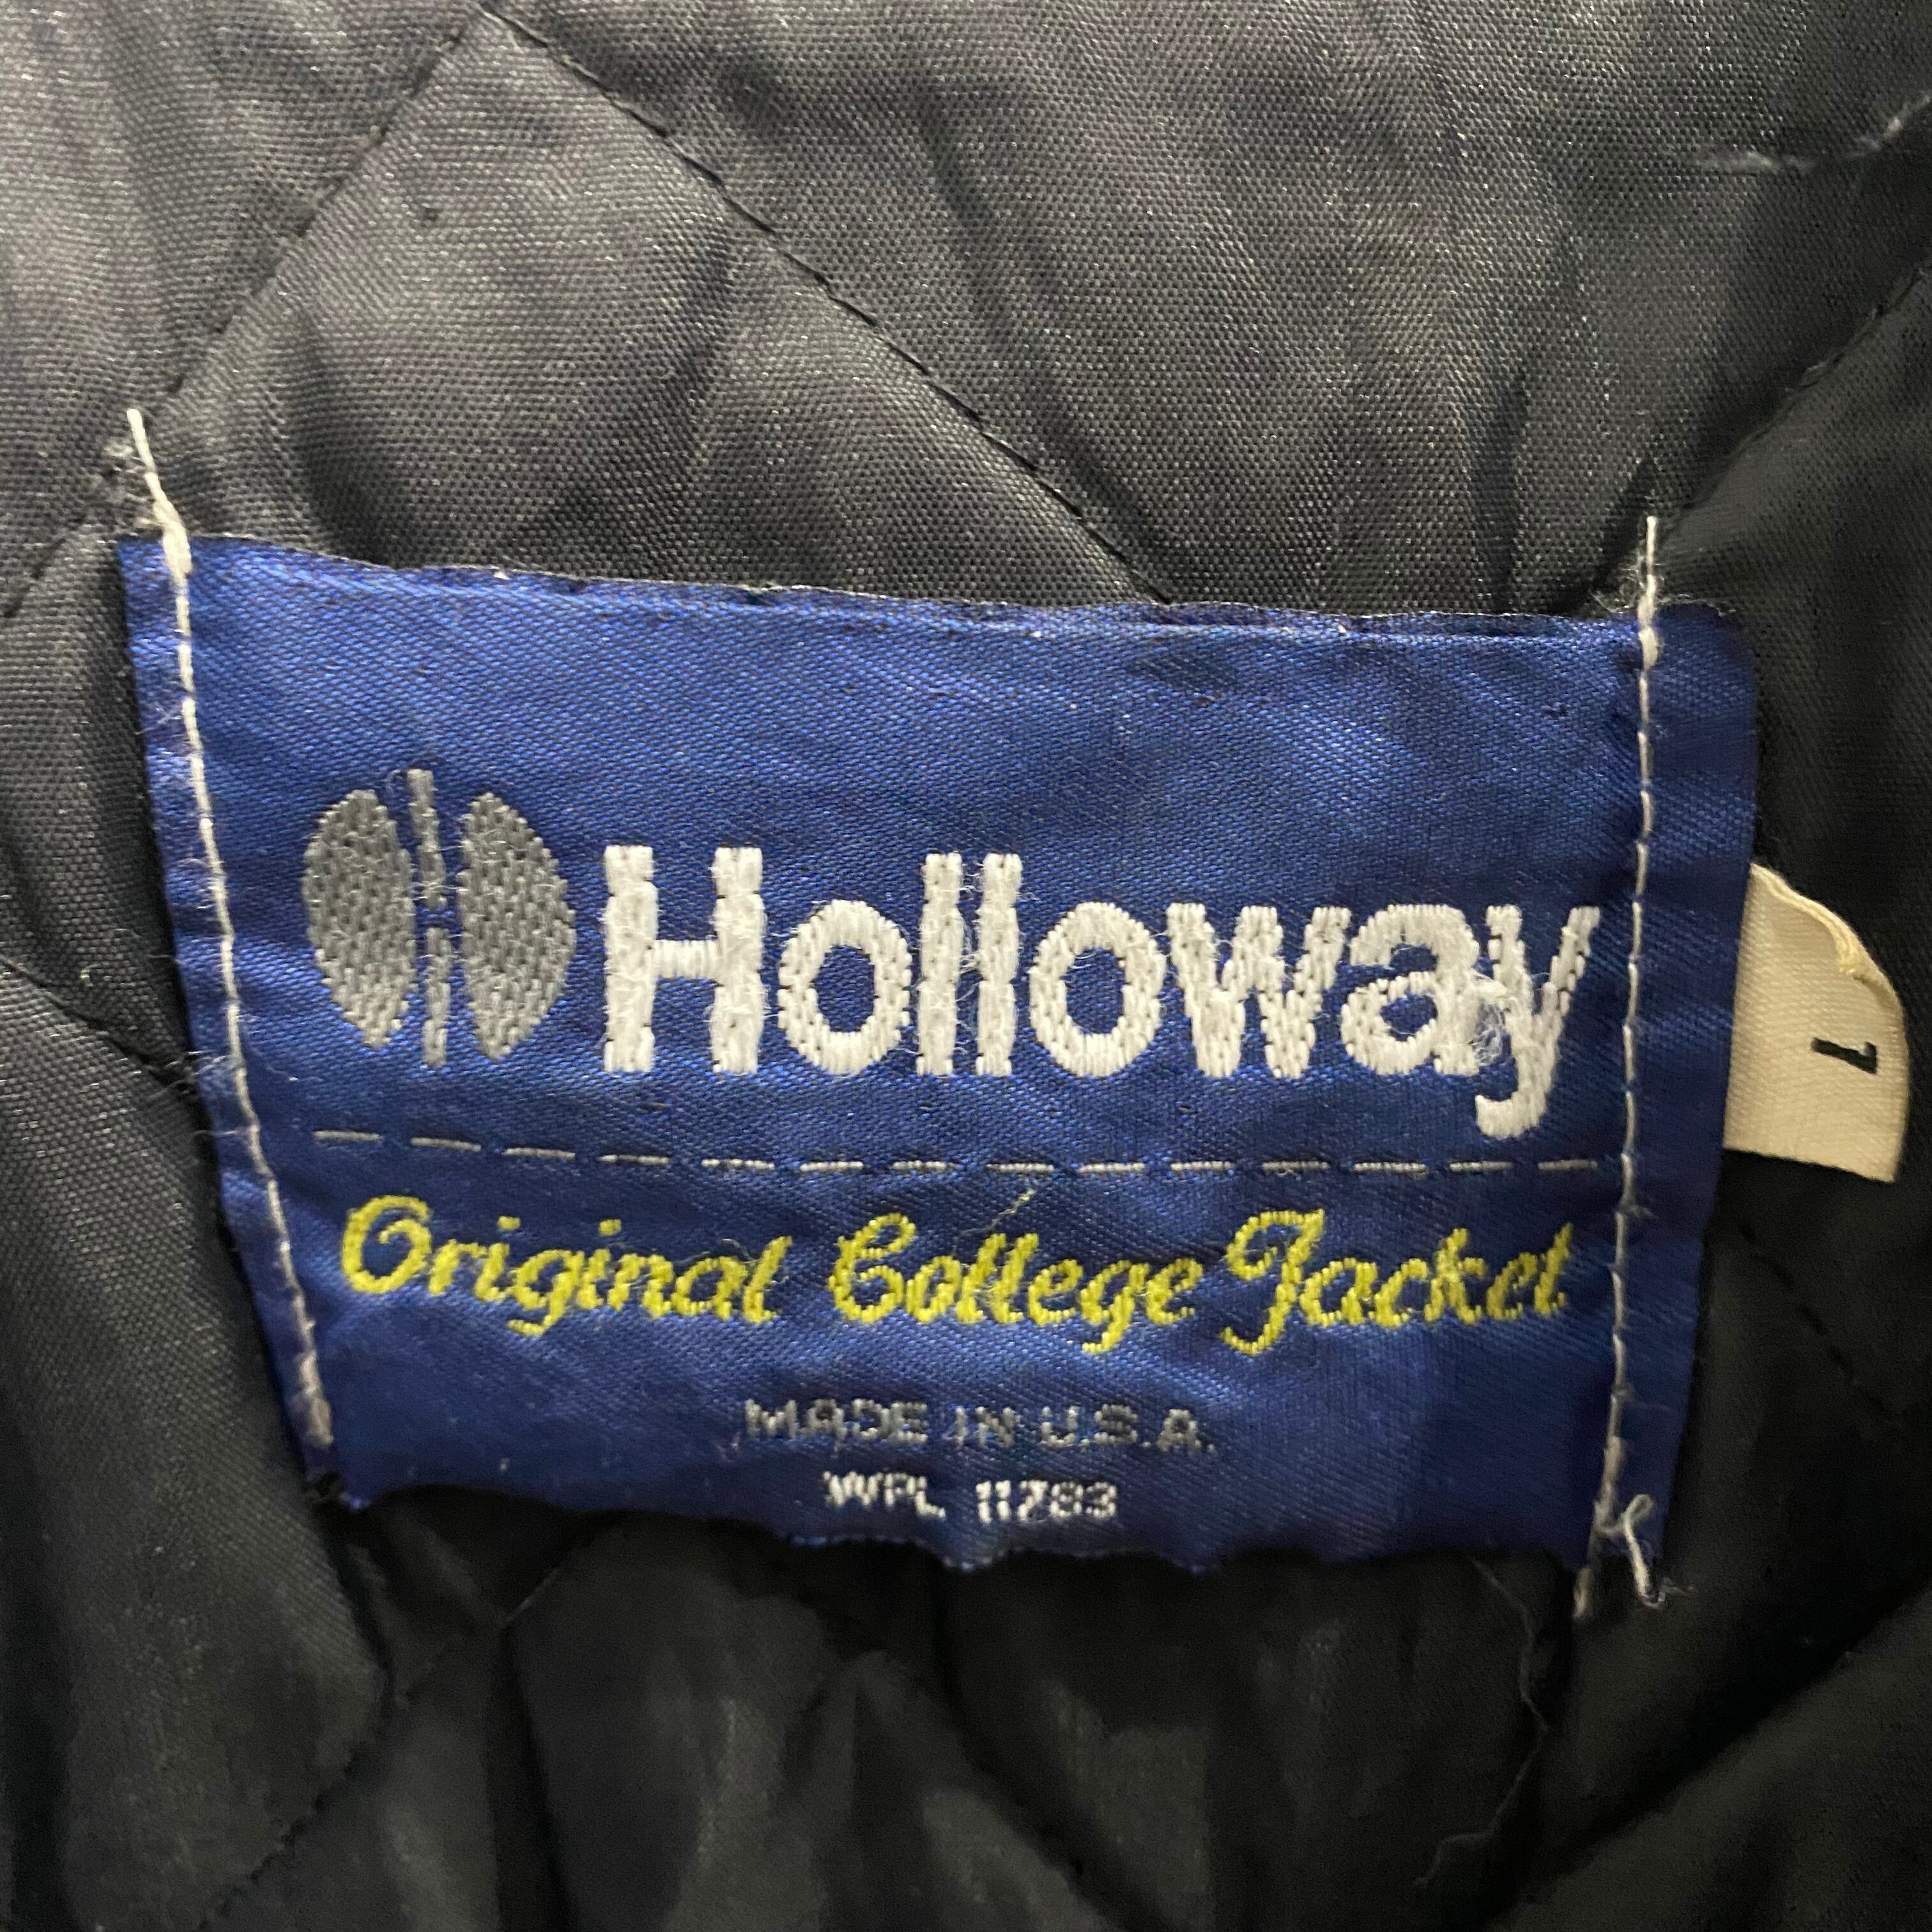 Holloway
Original College Jacket
MADE IN U.S.A.
WPL 11783